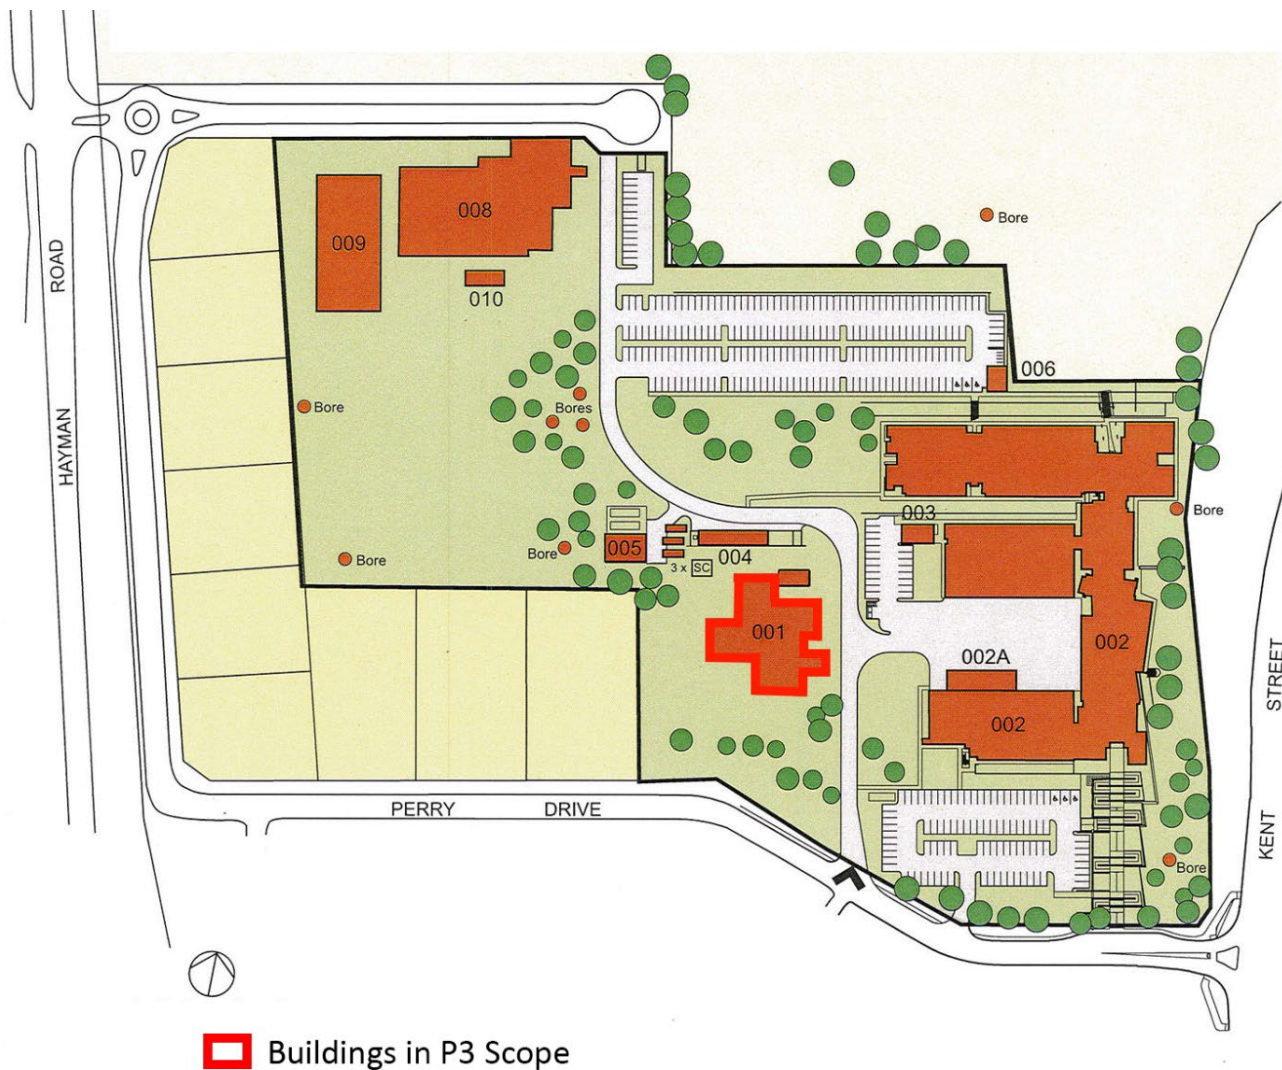 008
009
010
Bore
ROAD
HAYMAN
006
Bore
Bores
003
Bore
005
004
Bore
Bore
3 x SC
001
002A
002
002
PERRY DRIVE
STREET
KENT
Bore
Buildings in P3 Scope